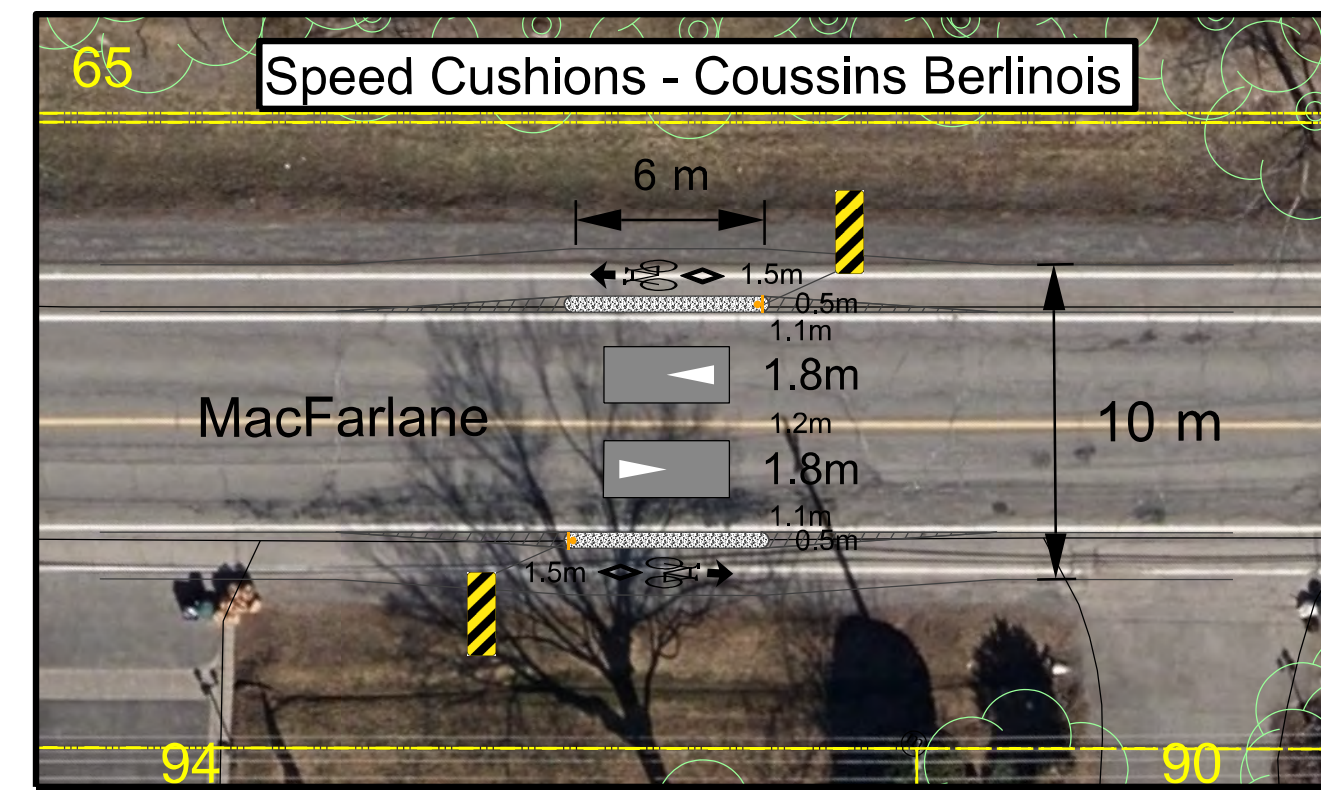 65
Speed Cushions - Coussins Berlinois
6 m
1.5m
0.5m
1.1m
1.8m
MacFarlane
1.2m
10 m
1.8m
1.1m
0.5m
1.5m
94
90